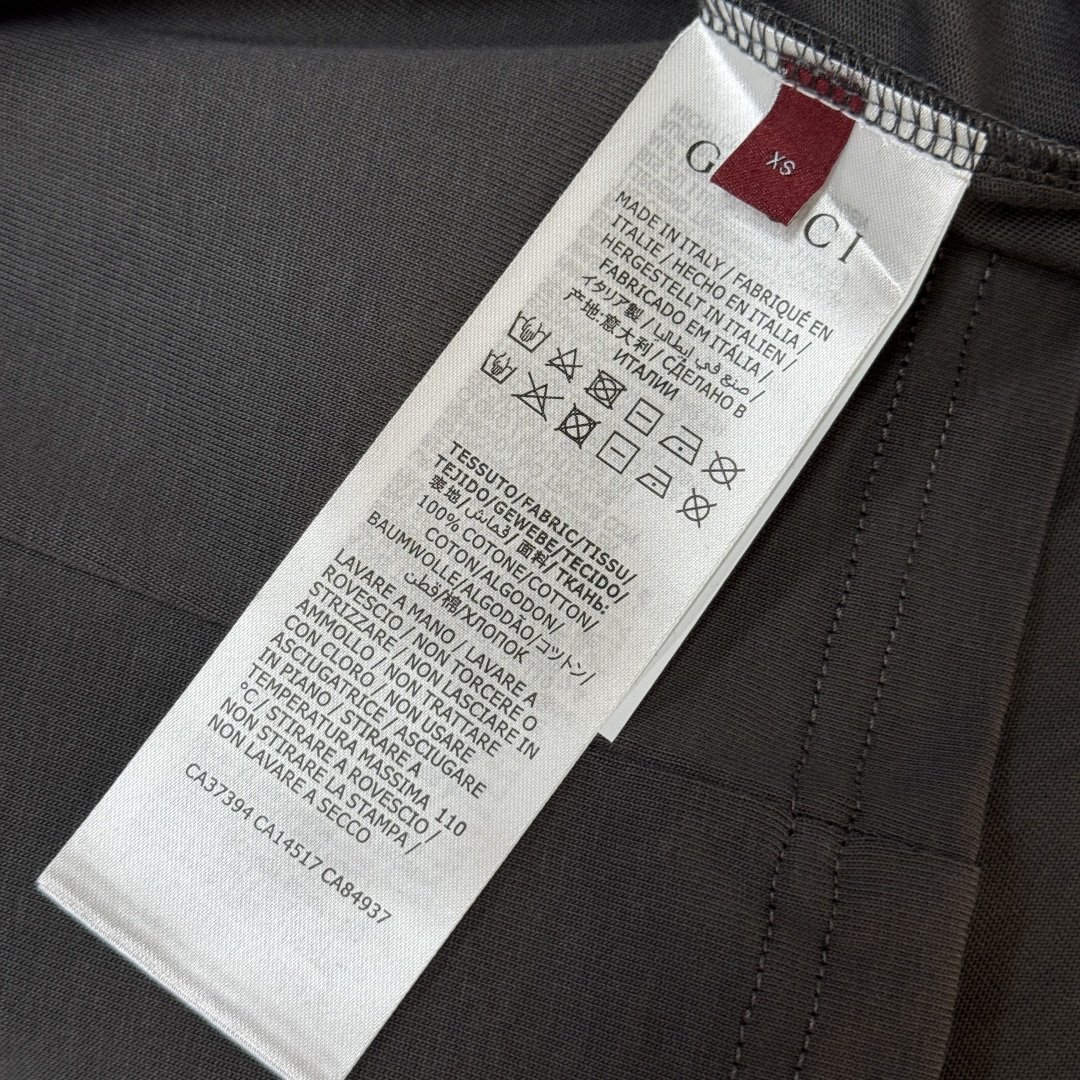 XS
G CI
MADE IN ITALY / FABRIQUÉ EN
ITALIE / HECHO EN ITALIA /
HERGESTELLT IN ITALIEN /
FABRICADO EM ITÁLIA /
イタリア製 / صنع في إيطاليا /
产地:意大利 / СДЕЛАНО В
ИТАЛИИ
TESSUTO/FABRIC/TISSU/
TEJIDO/GEWEBE/TECIDO/
表地/قماش/面料/ТКАНЬ:
100% COTONE/COTTON/
COTON/ALGODON/
BAUMWOLLE/ALGODÃO/コットン/
قطن/棉/ХЛОПОК
LAVARE A MANO / LAVARE A
ROVESCIO / NON TORCERE O
STRIZZARE / NON LASCIARE IN
AMMOLLO / NON TRATTARE
CON CLORO / NON USARE
ASCIUGATRICE / ASCIUGARE
IN PIANO / STIRARE A
TEMPERATURA MASSIMA 110
°C / STIRARE A ROVESCIO /
NON STIRARE LA STAMPA /
NON LAVARE A SECCO
CA37394 CA14517 CA84937